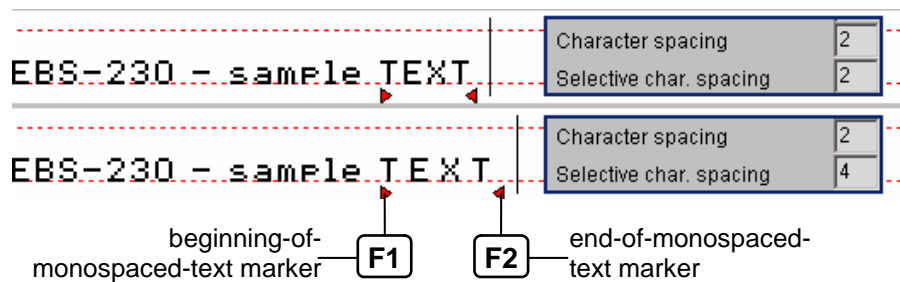 Character spacing 2
EBS-230 - sample TEXT Selective char. spacing 2
Character spacing 2
EBS-230 - sample TEXT Selective char. spacing 4
beginning-of- end-of-monospaced-
monospaced-text marker F1 F2 text marker